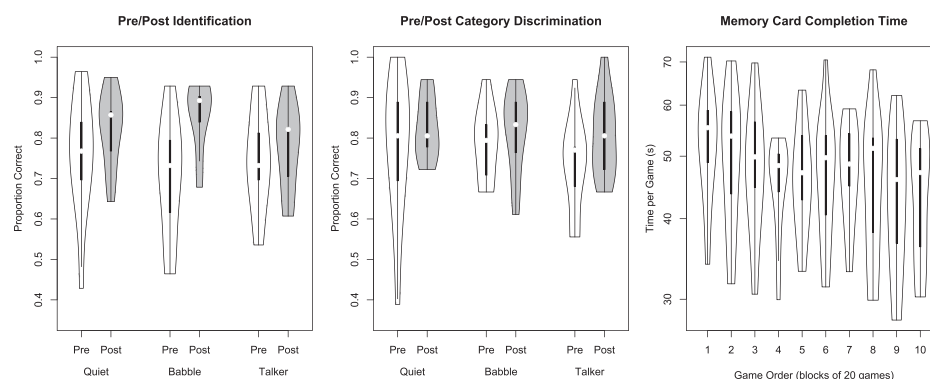 Pre/Post Identification
Proportion Correct
1.0
0.9
0.8
0.7
0.6
0.5
0.4
Pre Post Pre Post Pre Post
Quiet Babble Talker
Pre/Post Category Discrimination
Proportion Correct
1.0
0.9
0.8
0.7
0.6
0.5
0.4
Pre Post Pre Post Pre Post
Quiet Babble Talker
Memory Card Completion Time
Time per Game (s)
70
60
50
40
30
1 2 3 4 5 6 7 8 9 10
Game Order (blocks of 20 games)